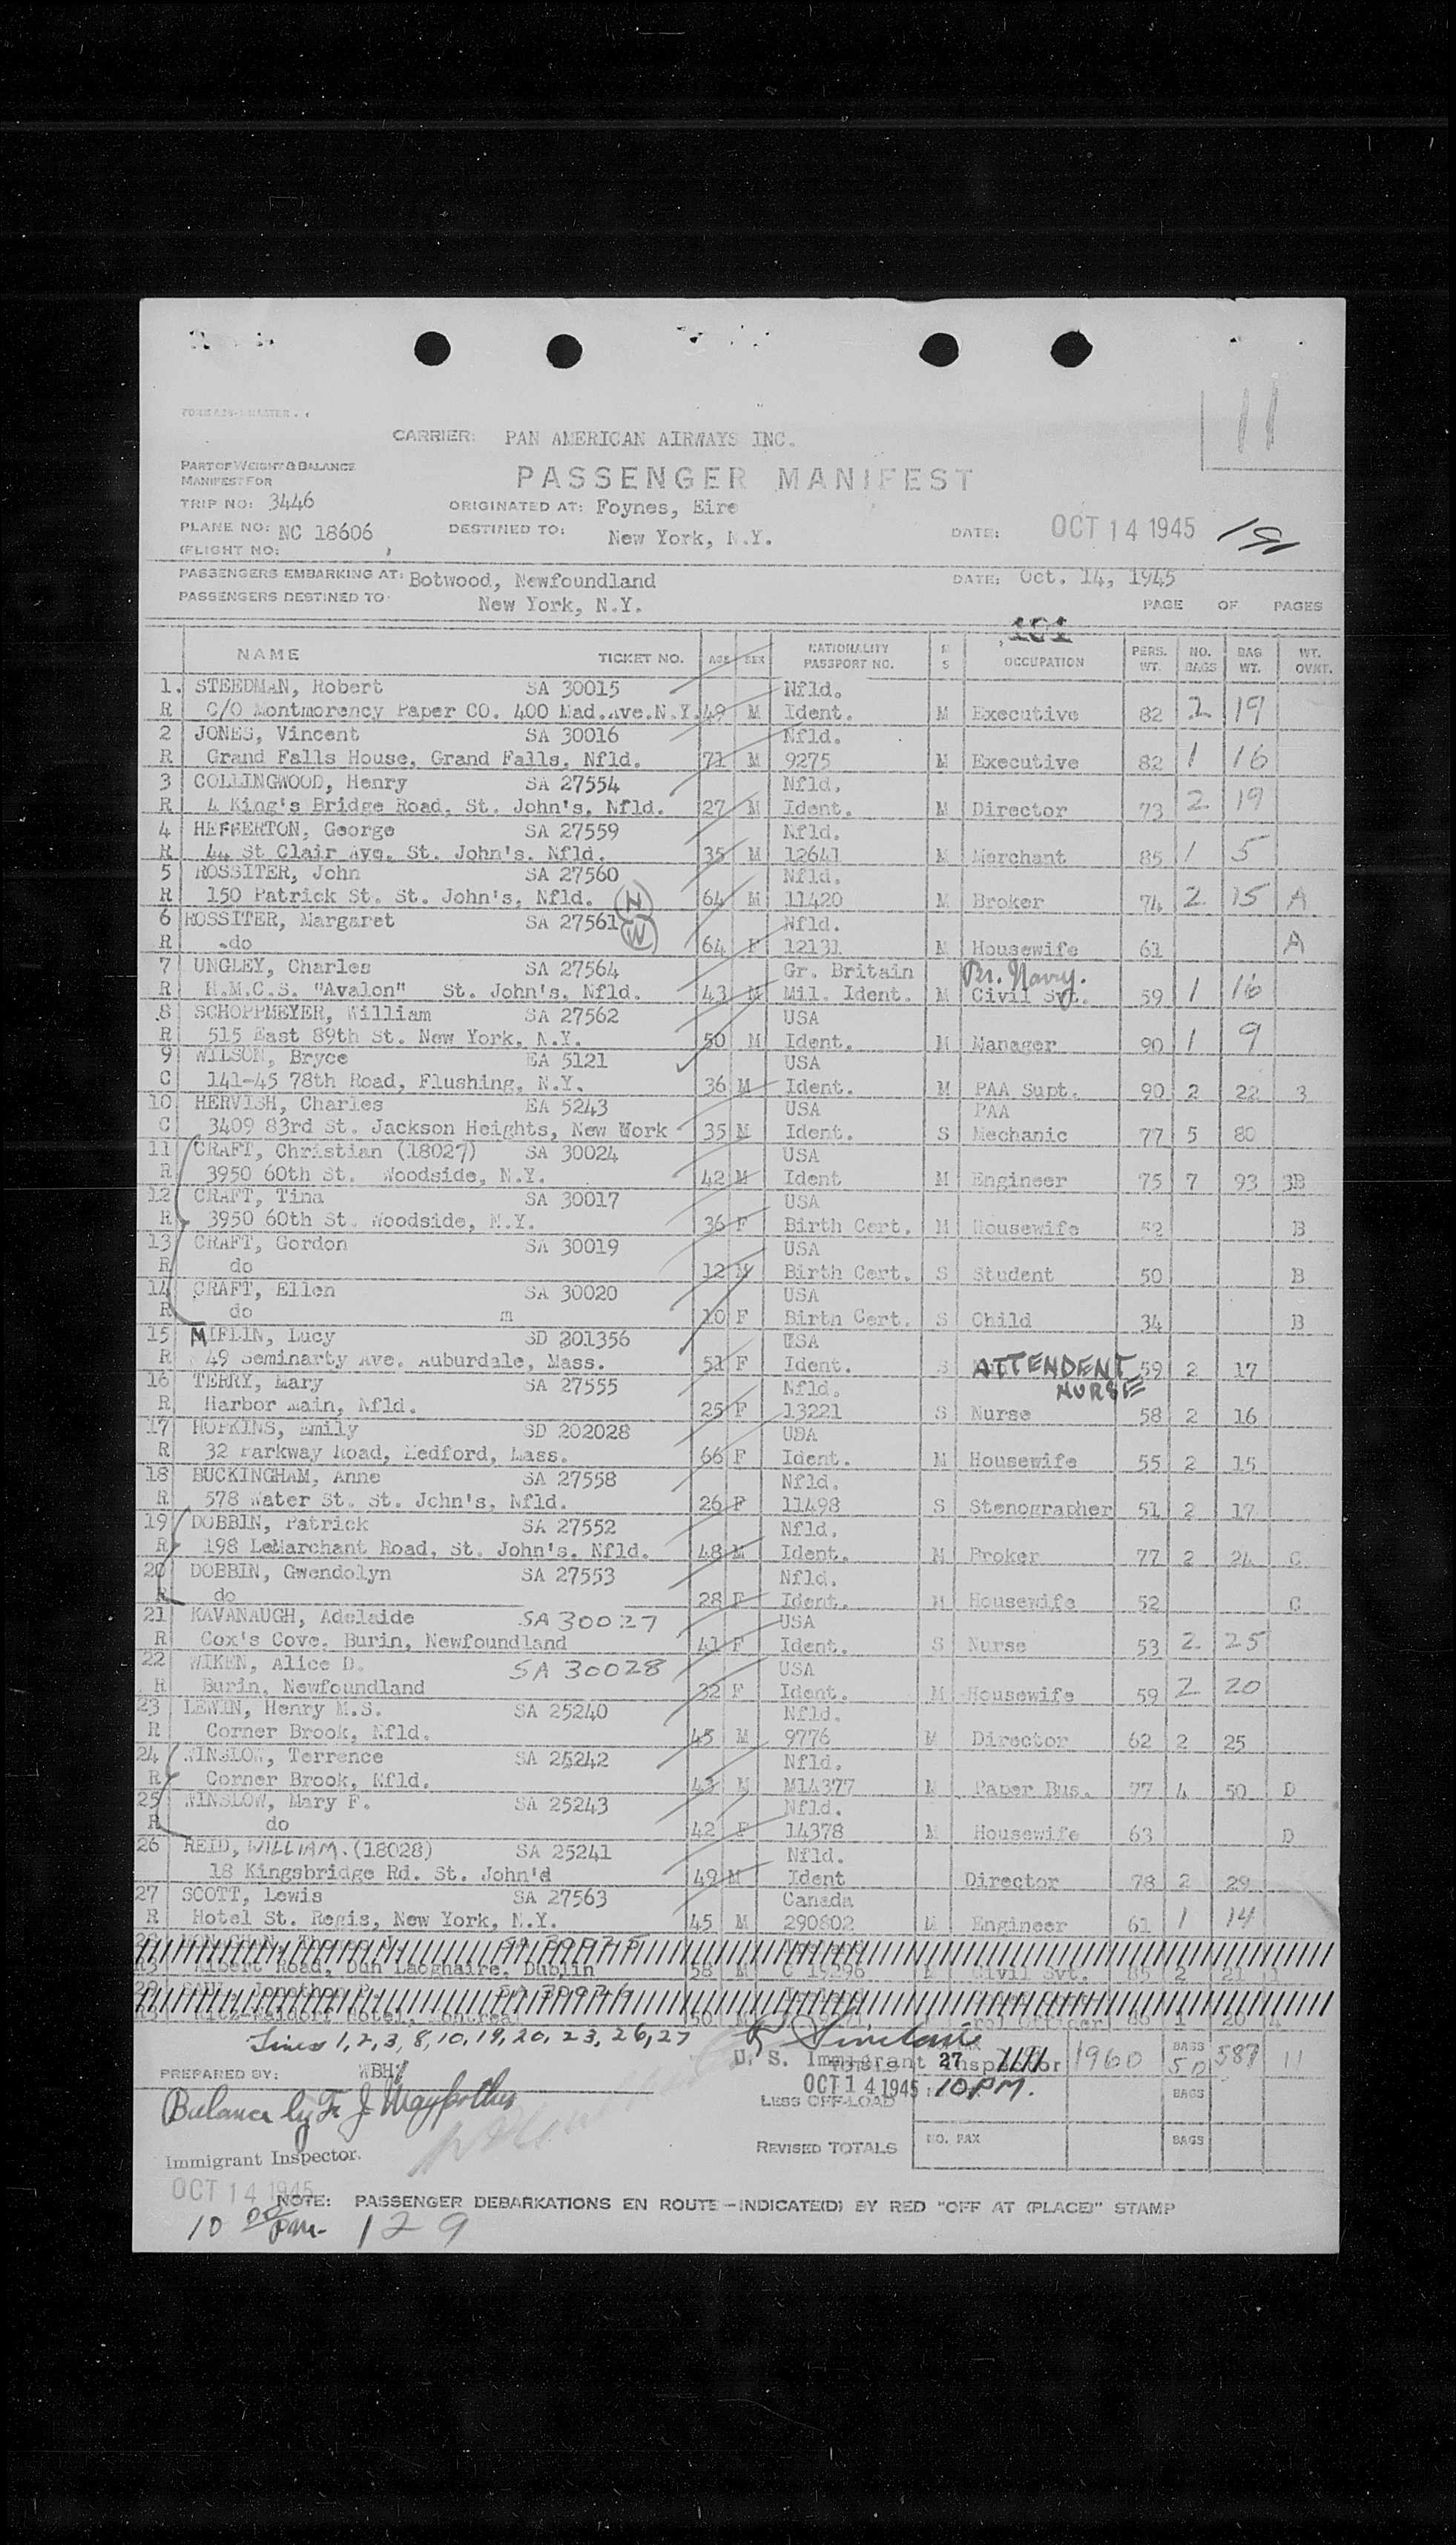 CARRIER: PAN AMERICAN AIRWAYS INC.
11
PART OF WEIGHT & BALANCE
MANIFEST FOR
PASSENGER MANIFEST
TRIP NO: 3446
ORIGINATED AT: Foynes, Eire
PLANE NO: NC 18606
DESTINED TO: New York, N.Y.
DATE: OCT 14 1945
(FLIGHT NO: )
PASSENGERS EMBARKING AT: Botwood, Newfoundland
DATE: Oct. 14, 1945
PASSENGERS DESTINED TO: New York, N.Y.
PAGE OF PAGES
101
NAME TICKET NO. AGE SEX NATIONALITY PASSPORT NO. M S OCCUPATION PERS. WT. NO. BAGS BAG WT. WT. OVNT.
1. STEEDMAN, Robert SA 30015 Nfld.
R C/O Montmorency Paper CO. 400 Mad.Ave.N.Y. 49 M Ident. M Executive 82 2 19
2 JONES, Vincent SA 30016 Nfld.
R Grand Falls House, Grand Falls, Nfld. 71 M 9275 M Executive 82 1 16
3 COLLINGWOOD, Henry SA 27554 Nfld.
R 4 King's Bridge Road, St. John's, Nfld. 27 M Ident. M Director 73 2 19
4 HEFFERTON, George SA 27559 Nfld.
R 44 St Clair Ave. St. John's. Nfld. 35 M 12641 M Merchant 85 1 5
5 ROSSITER, John SA 27560 Nfld.
R 150 Patrick St. St. John's, Nfld. 64 M 11420 M Broker 74 2 15 A
6 ROSSITER, Margaret SA 27561 Nfld.
R do 64 F 12131 M Housewife 61 A
7 UNGLEY, Charles SA 27564 Gr. Britain Br. Navy.
R H.M.C.S. "Avalon" St. John's, Nfld. 43 M Mil. Ident. M Civil Svt. 59 1 16
8 SCHOPPMEYER, William SA 27562 USA
R 515 East 89th St. New York, N.Y. 50 M Ident. M Manager 90 1 9
9 WILSON, Bryce EA 5121 USA
C 141-45 78th Road, Flushing, N.Y. 36 M Ident. M PAA Supt. 90 2 22 3
10 HERVISH, Charles EA 5243 USA PAA
C 3409 83rd St. Jackson Heights, New York 35 M Ident. S Mechanic 77 5 80
11 CRAFT, Christian (18027) SA 30024 USA
R 3950 60th St. Woodside, N.Y. 42 M Ident M Engineer 75 7 93 3B
12 CRAFT, Tina SA 30017 USA
R 3950 60th St. Woodside, N.Y. 36 F Birth Cert. M Housewife 52 B
13 CRAFT, Gordon SA 30019 USA
R do 12 M Birth Cert. S Student 50 B
14 CRAFT, Ellen SA 30020 USA
R do m 10 F Birth Cert. S Child 34 B
15 MIFLIN, Lucy SD 201356 USA
R 49 Seminarty Ave. Auburdale, Mass. 51 F Ident. S ATTENDENT NURSE 59 2 17
16 TERRY, Mary SA 27555 Nfld.
R Harbor Main, Nfld. 25 F 13221 S Nurse 58 2 16
17 HOPKINS, Emily SD 202028 USA
R 32 Parkway Road, Medford, Mass. 66 F Ident. M Housewife 55 2 15
18 BUCKINGHAM, Anne SA 27558 Nfld.
R 578 Water St. St. John's, Nfld. 26 F 11498 S Stenographer 51 2 17
19 DOBBIN, Patrick SA 27552 Nfld.
R 198 LeMarchant Road, St. John's, Nfld. 48 M Ident. M Broker 77 2 24 C
20 DOBBIN, Gwendolyn SA 27553 Nfld.
R do 28 F Ident. M Housewife 52 C
21 KAVANAUGH, Adelaide SA 30027 USA
R Cox's Cove, Burin, Newfoundland 41 F Ident. S Nurse 53 2 25
22 WIKEN, Alice D. SA 30028 USA
R Burin, Newfoundland 32 F Ident. M Housewife 59 2 20
23 LEWIN, Henry M.S. SA 25240 Nfld.
R Corner Brook, Nfld. 45 M 9776 M Director 62 2 25
24 WINSLOW, Terrence SA 25242 Nfld.
R Corner Brook, Nfld. 43 M M14377 M Paper Bus. 77 4 50 D
25 WINSLOW, Mary F. SA 25243 Nfld.
R do 42 F 14378 M Housewife 63 D
26 REID, WILLIAM. (18028) SA 25241 Nfld.
18 Kingsbridge Rd. St. John'd 49 M Ident Director 78 2 29
27 SCOTT, Lewis SA 27563 Canada
R Hotel St. Regis, New York, N.Y. 45 M 290602 M Engineer 61 1 14
28 Thomas J. SA 30025
Albert Road, Dun Laoghaire, Dublin 58 M Civil Svt. 85 2 21
29 Jonathon
Ritz-Waldorf Hotel, Montreal 50 M Officer 1 20
Lines 1, 2, 3, 8, 10, 19, 20, 23, 26, 27
U. S. Immigrant Inspector 27 1960 BAGS 50 587 11
PREPARED BY: WBH
OCT 14 1945 : 10 PM.
LESS OFF-LOAD BAGS
Balance by
Immigrant Inspector.
REVISED TOTALS NO. PAX BAGS
OCT 14 1945
NOTE: PASSENGER DEBARKATIONS EN ROUTE — INDICATE(D) BY RED "OFF AT (PLACE)" STAMP
10 00 pm. 129